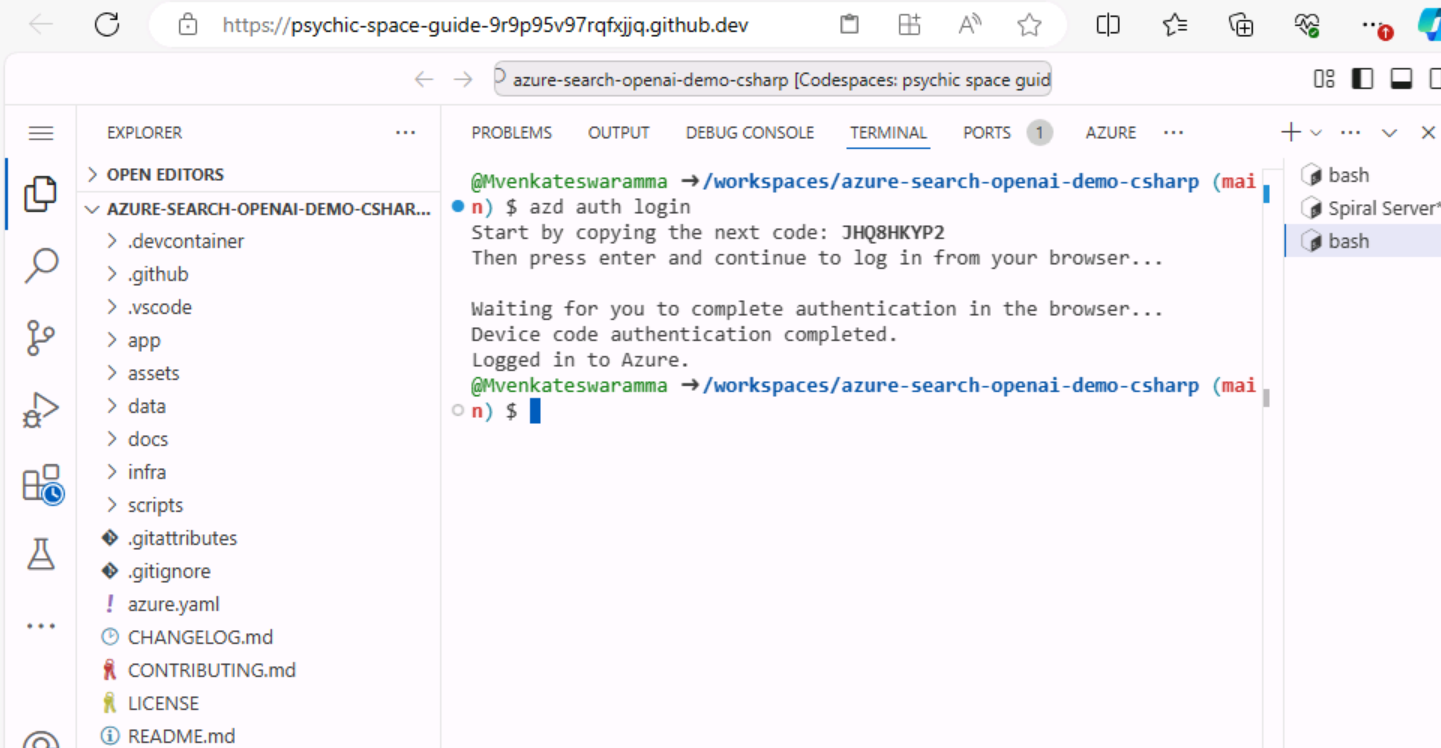 https://psychic-space-guide-9r9p95v97rqfxjjq.github.dev
azure-search-openai-demo-csharp [Codespaces: psychic space guid
EXPLORER
OPEN EDITORS
AZURE-SEARCH-OPENAI-DEMO-CSHAR...
.devcontainer
.github
.vscode
app
assets
data
docs
infra
scripts
.gitattributes
.gitignore
azure.yaml
CHANGELOG.md
CONTRIBUTING.md
LICENSE
README.md
PROBLEMS OUTPUT DEBUG CONSOLE TERMINAL PORTS 1 AZURE
@Mvenkateswaramma ➜/workspaces/azure-search-openai-demo-csharp (mai
n) $ azd auth login
Start by copying the next code: JHQ8HKYP2
Then press enter and continue to log in from your browser...
Waiting for you to complete authentication in the browser...
Device code authentication completed.
Logged in to Azure.
@Mvenkateswaramma ➜/workspaces/azure-search-openai-demo-csharp (mai
n) $
bash
Spiral Server*
bash